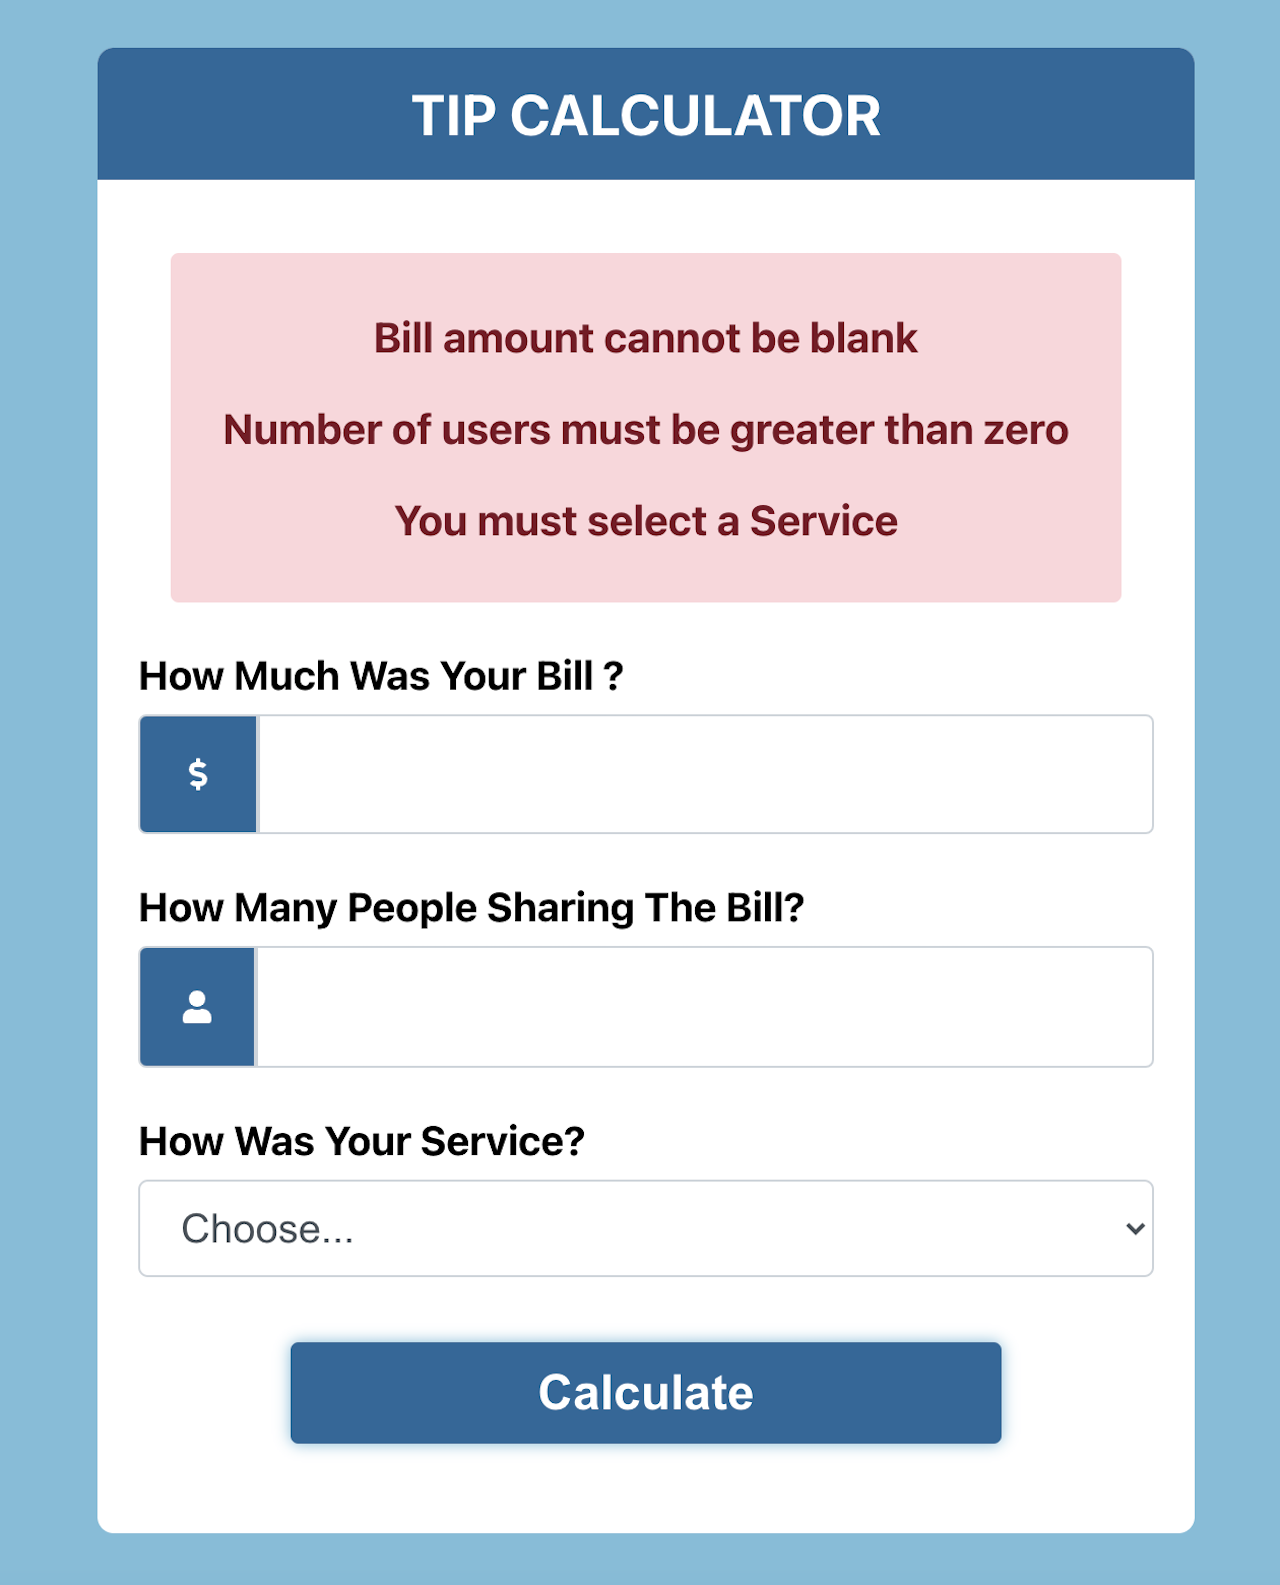 TIP CALCULATOR
Bill amount cannot be blank
Number of users must be greater than zero
You must select a Service
How Much Was Your Bill ?
$
How Many People Sharing The Bill?
How Was Your Service?
Choose...
Calculate